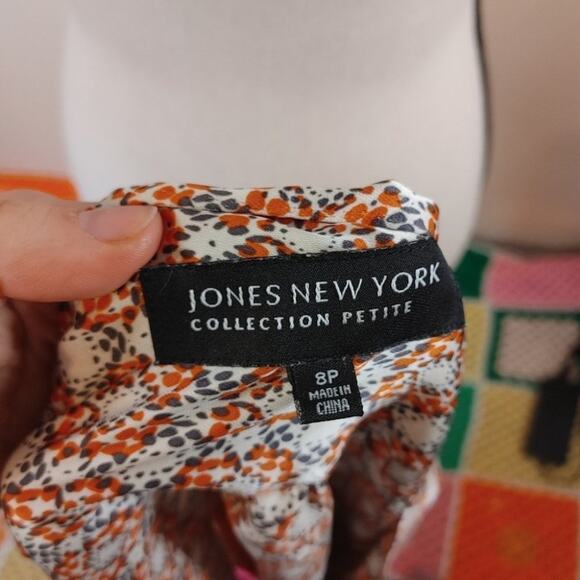 JONES NEW YORK
COLLECTION PETITE
8P
MADE IN
CHINA